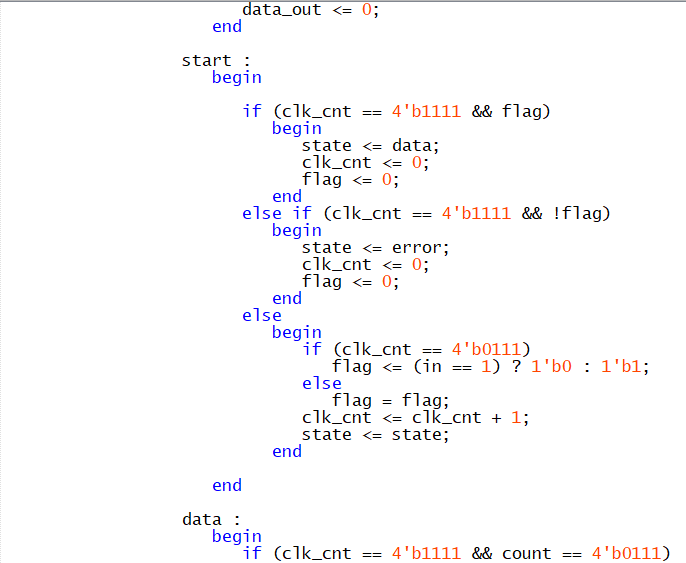 data_out <= 0;
end
start :
begin
if (clk_cnt == 4'b1111 && flag)
begin
state <= data;
clk_cnt <= 0;
flag <= 0;
end
else if (clk_cnt == 4'b1111 && !flag)
begin
state <= error;
clk_cnt <= 0;
flag <= 0;
end
else
begin
if (clk_cnt == 4'b0111)
flag <= (in == 1) ? 1'b0 : 1'b1;
else
flag = flag;
clk_cnt <= clk_cnt + 1;
state <= state;
end
end
data :
begin
if (clk_cnt == 4'b1111 && count == 4'b0111)